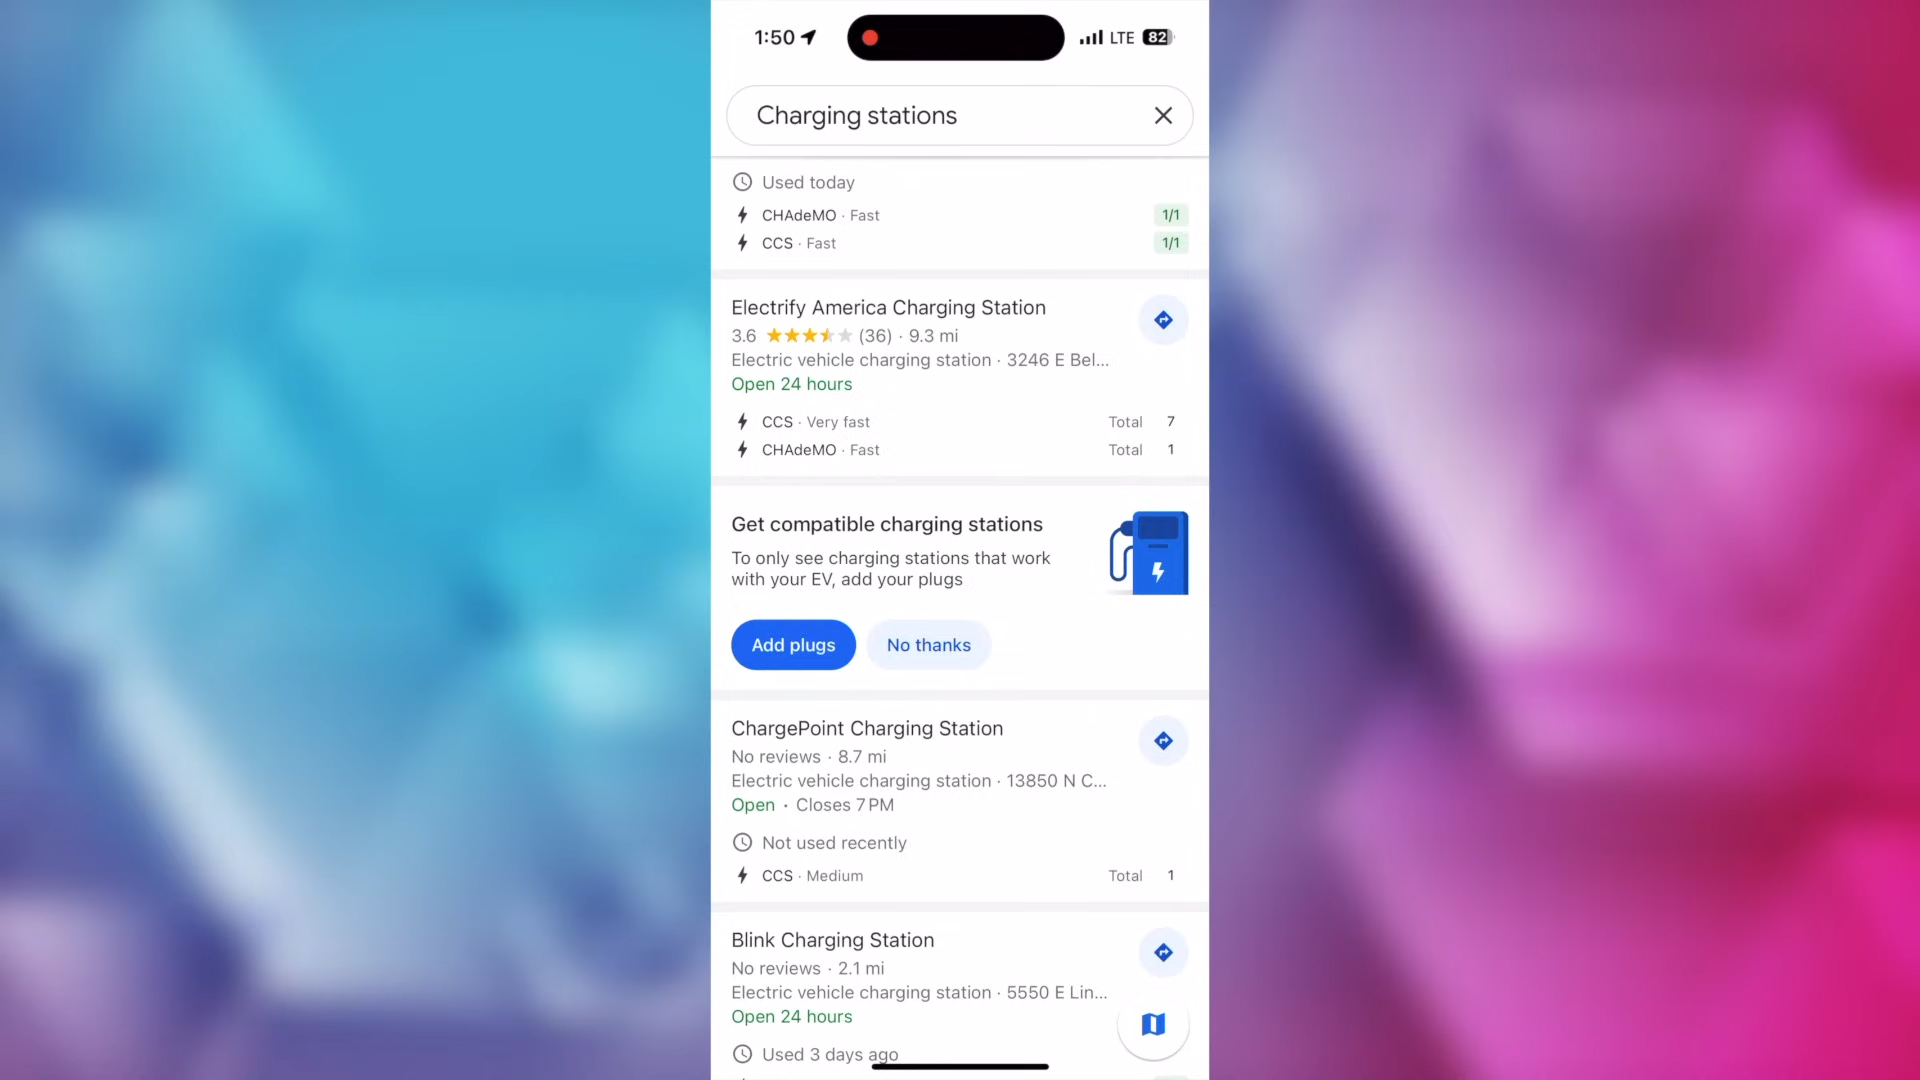 1:50
LTE 82
Charging stations
Used today
CHAdeMO · Fast 1/1
CCS · Fast 1/1
Electrify America Charging Station
3.6 (36) · 9.3 mi
Electric vehicle charging station · 3246 E Bel...
Open 24 hours
CCS · Very fast Total 7
CHAdeMO · Fast Total 1
Get compatible charging stations
To only see charging stations that work
with your EV, add your plugs
Add plugs No thanks
ChargePoint Charging Station
No reviews · 8.7 mi
Electric vehicle charging station · 13850 N C...
Open · Closes 7 PM
Not used recently
CCS · Medium Total 1
Blink Charging Station
No reviews · 2.1 mi
Electric vehicle charging station · 5550 E Lin...
Open 24 hours
Used 3 days ago